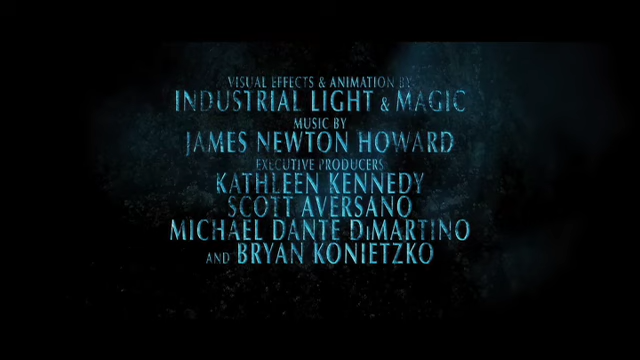 VISUAL EFFECTS & ANIMATION BY
INDUSTRIAL LIGHT & MAGIC
MUSIC BY
JAMES NEWTON HOWARD
EXECUTIVE PRODUCERS
KATHLEEN KENNEDY
SCOTT AVERSANO
MICHAEL DANTE DiMARTINO
AND BRYAN KONIETZKO